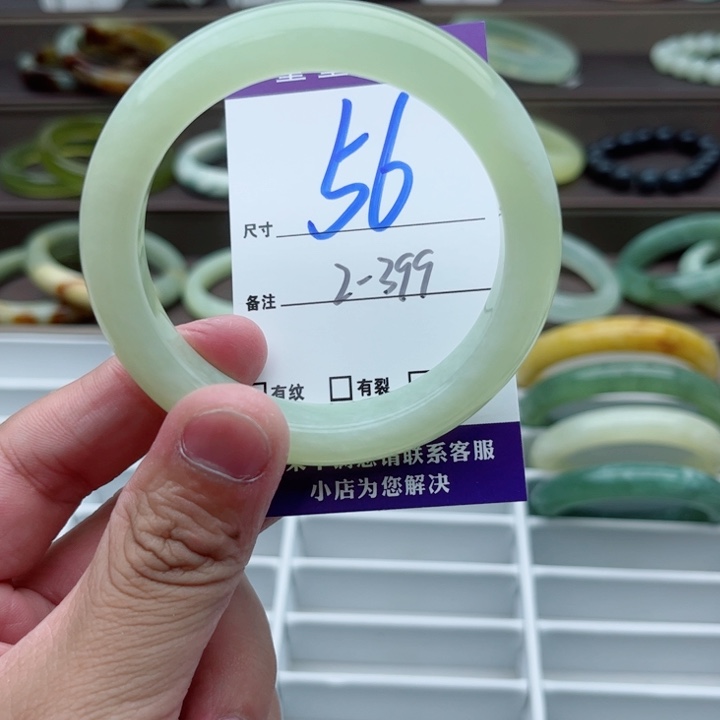 尺寸 56
备注 2-399
□有纹 □有裂
请联系客服
小店为您解决